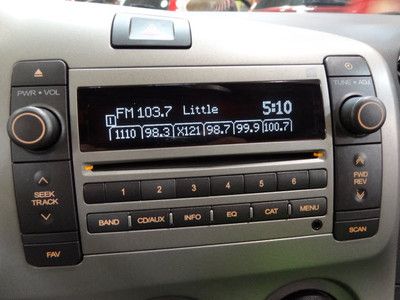 PWR • VOL
TUNE • ADJ
FM 103.7 Little 5:10
1
1110 98.3 X121 98.7 99.9 100.7
1 2 3 4 5 6
SEEK
TRACK
FWD
REV
BAND CD/AUX INFO EQ CAT MENU
FAV
SCAN